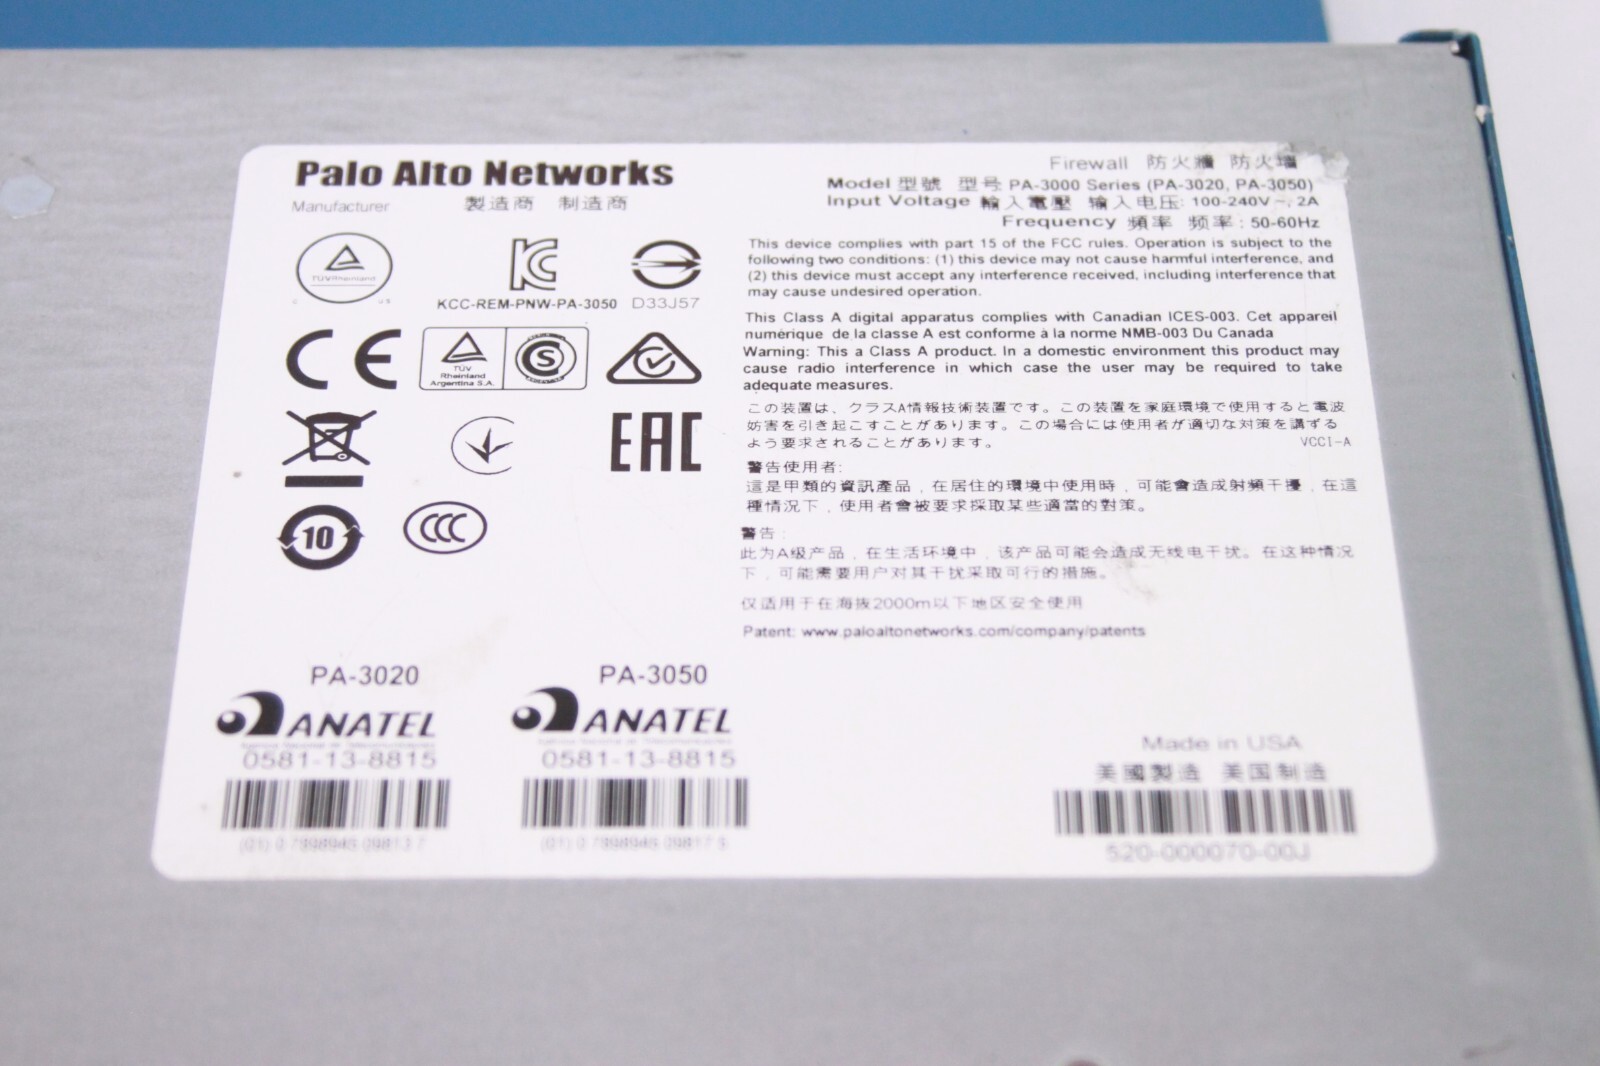 Palo Alto Networks
Manufacturer 製造商 制造商
TÜVRheinland
C US
KCC-REM-PNW-PA-3050
D33J57
CE
TÜV
Rheinland
Argentina S.A.
S
EAC
10
CCC
Firewall 防火牆 防火墙
Model 型號 型号: PA-3000 Series (PA-3020, PA-3050)
Input Voltage 輸入電壓 输入电压: 100-240V ~, 2A
Frequency 頻率 频率: 50-60Hz
This device complies with part 15 of the FCC rules. Operation is subject to the
following two conditions: (1) this device may not cause harmful interference, and
(2) this device must accept any interference received, including interference that
may cause undesired operation.
This Class A digital apparatus complies with Canadian ICES-003. Cet appareil
numérique de la classe A est conforme à la norme NMB-003 Du Canada
Warning: This a Class A product. In a domestic environment this product may
cause radio interference in which case the user may be required to take
adequate measures.
この装置は、クラスA情報技術装置です。この装置を家庭環境で使用すると電波
妨害を引き起こすことがあります。この場合には使用者が適切な対策を講ずる
よう要求されることがあります。 VCCI-A
警告使用者:
這是甲類的資訊產品，在居住的環境中使用時，可能會造成射頻干擾，在這
種情況下，使用者會被要求採取某些適當的對策。
警告:
此为A级产品，在生活环境中，该产品可能会造成无线电干扰。在这种情况
下，可能需要用户对其干扰采取可行的措施。
仅适用于在海拔2000m以下地区安全使用
Patent: www.paloaltonetworks.com/company/patents
PA-3020
ANATEL
0581-13-8815
PA-3050
ANATEL
0581-13-8815
Made in USA
美國製造 美国制造
520-000070-00J